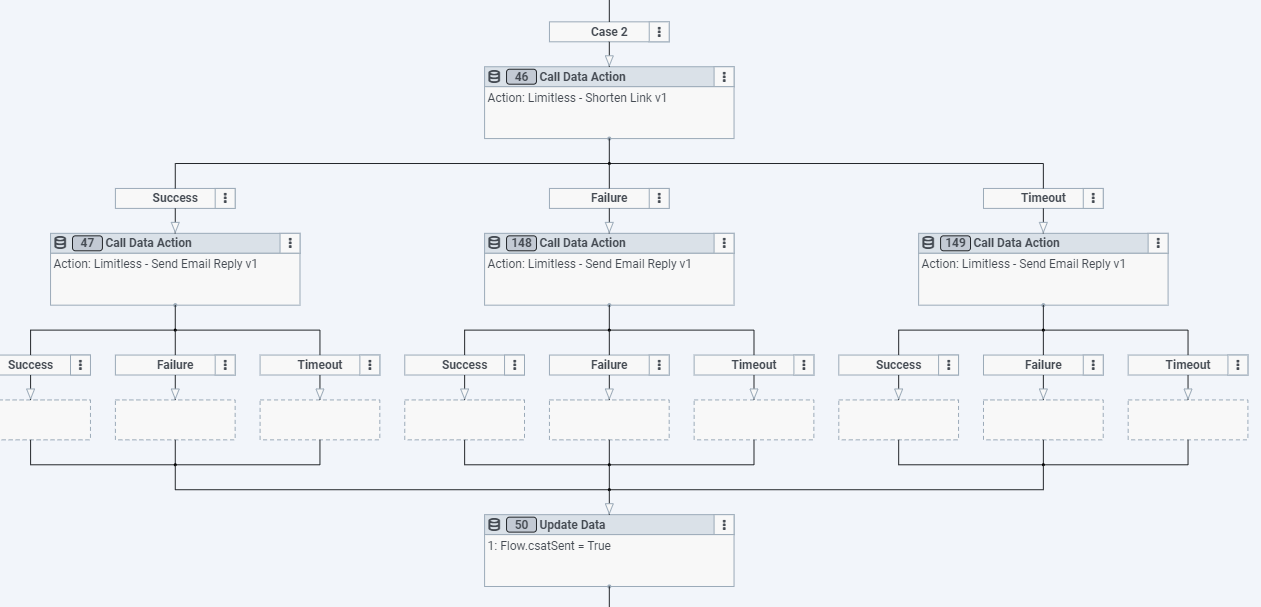 Case 2
46 Call Data Action
Action: Limitless - Shorten Link v1
Success
Failure
Timeout
47 Call Data Action
Action: Limitless - Send Email Reply v1
148 Call Data Action
Action: Limitless - Send Email Reply v1
149 Call Data Action
Action: Limitless - Send Email Reply v1
Success
Failure
Timeout
Success
Failure
Timeout
Success
Failure
Timeout
50 Update Data
1: Flow.csatSent = True